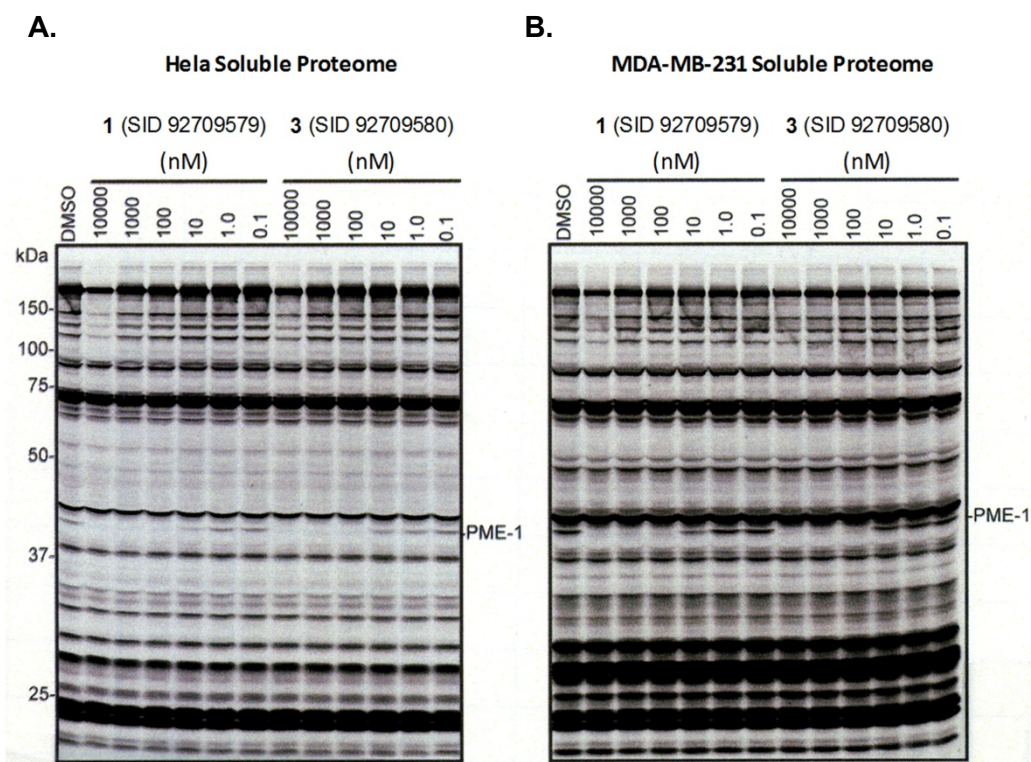 A.
Hela Soluble Proteome
1 (SID 92709579) 3 (SID 92709580)
(nM) (nM)
DMSO 10000 1000 100 10 1.0 0.1 10000 1000 100 10 1.0 0.1
kDa
150-
100-
75-
50-
PME-1
37-
25-
B.
MDA-MB-231 Soluble Proteome
1 (SID 92709579) 3 (SID 92709580)
(nM) (nM)
DMSO 10000 1000 100 10 1.0 0.1 10000 1000 100 10 1.0 0.1
PME-1